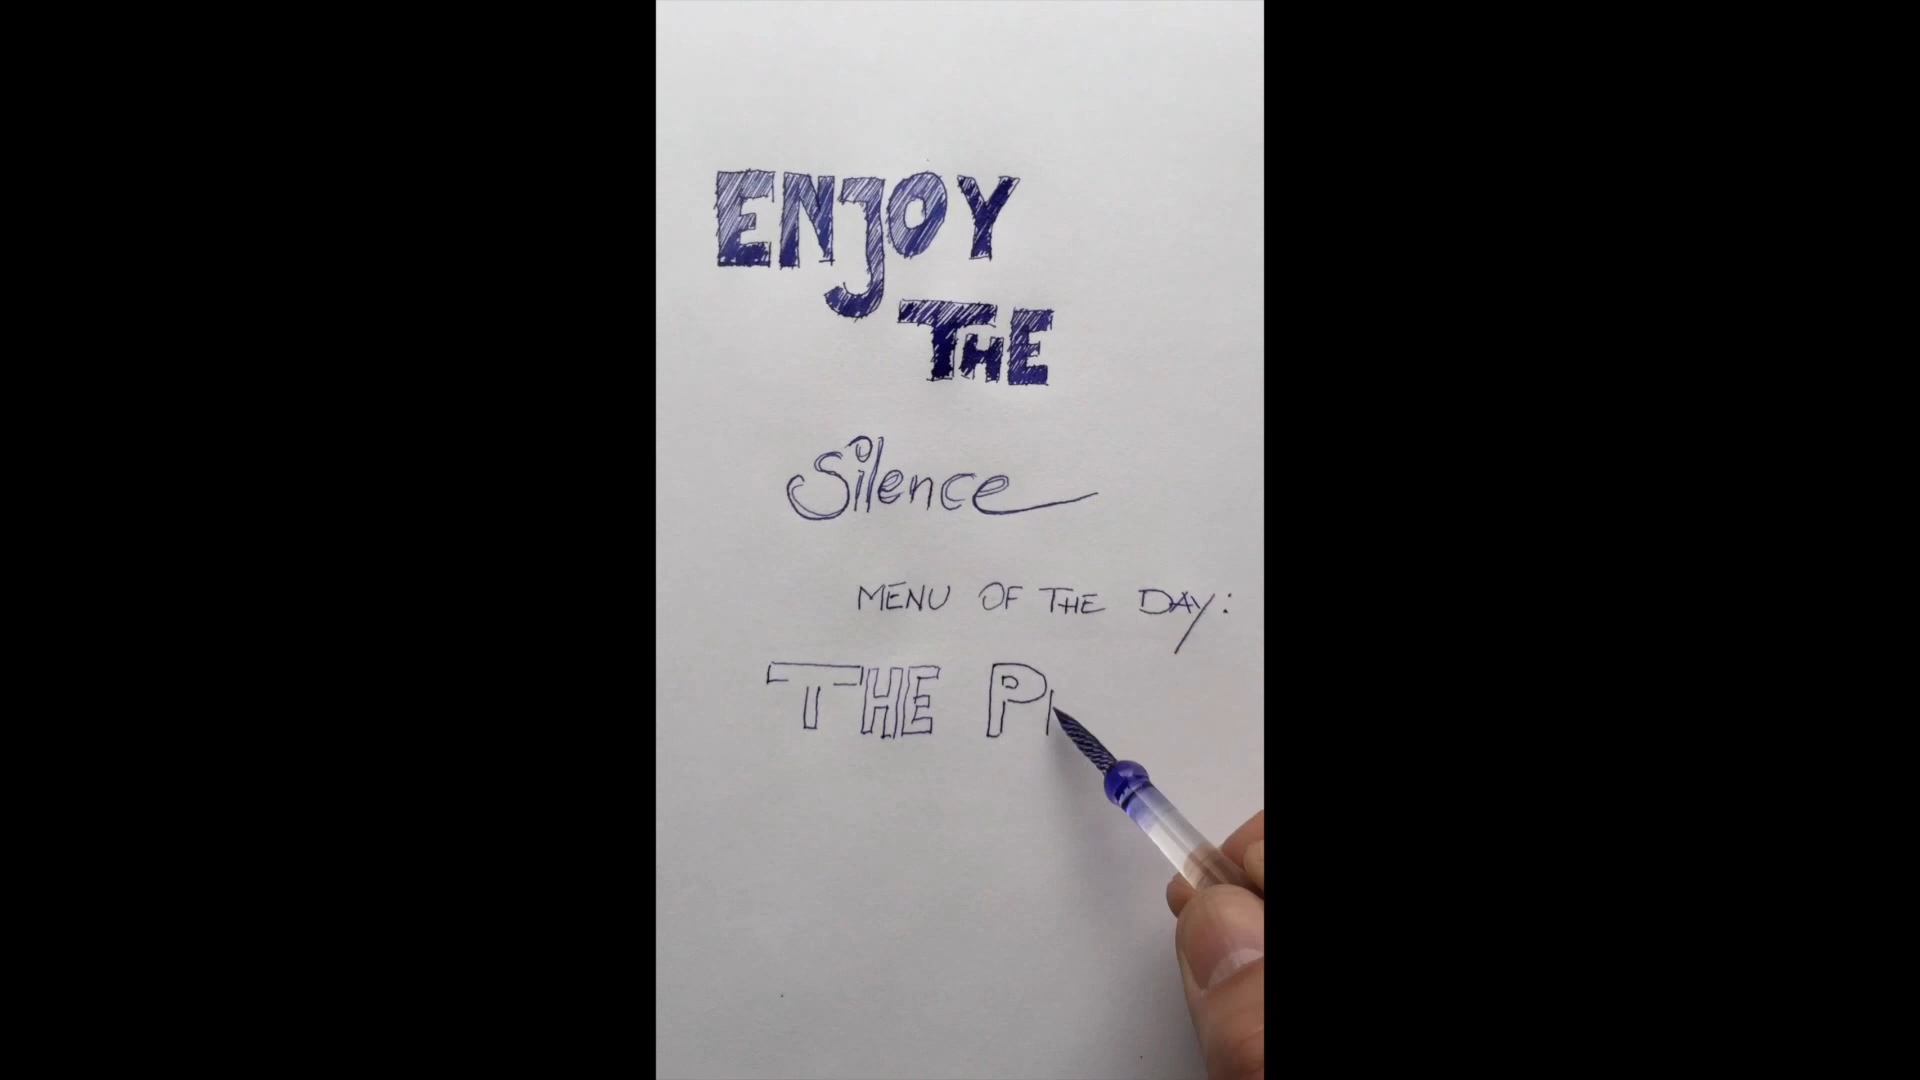 ENJOY
THE
Silence
MENU OF THE DAY:
THE P